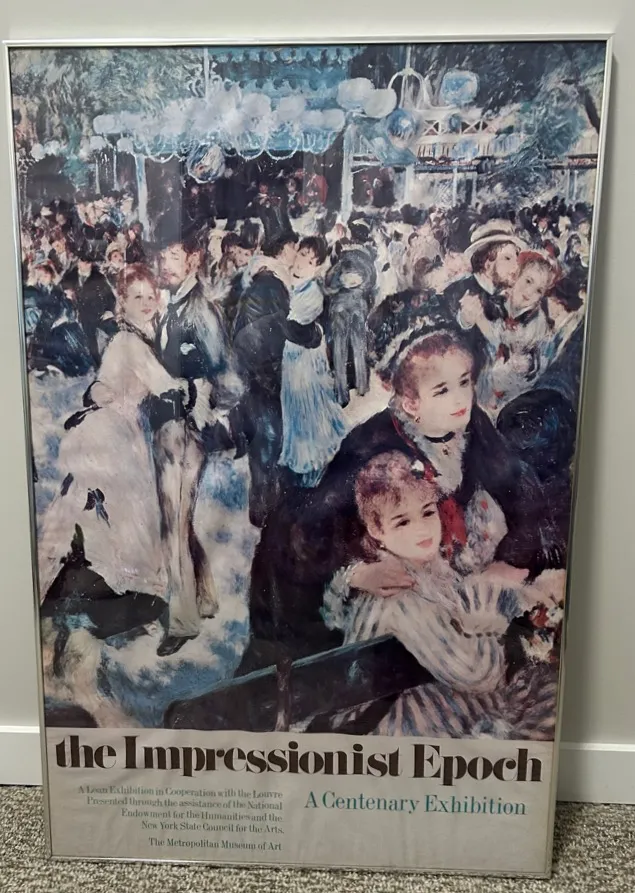 the Impressionist Epoch
A Loan Exhibition in Cooperation with the Louvre
Presented through the assistance of the National
Endowment for the Humanities and the
New York State Council for the Arts.
The Metropolitan Museum of Art
A Centenary Exhibition